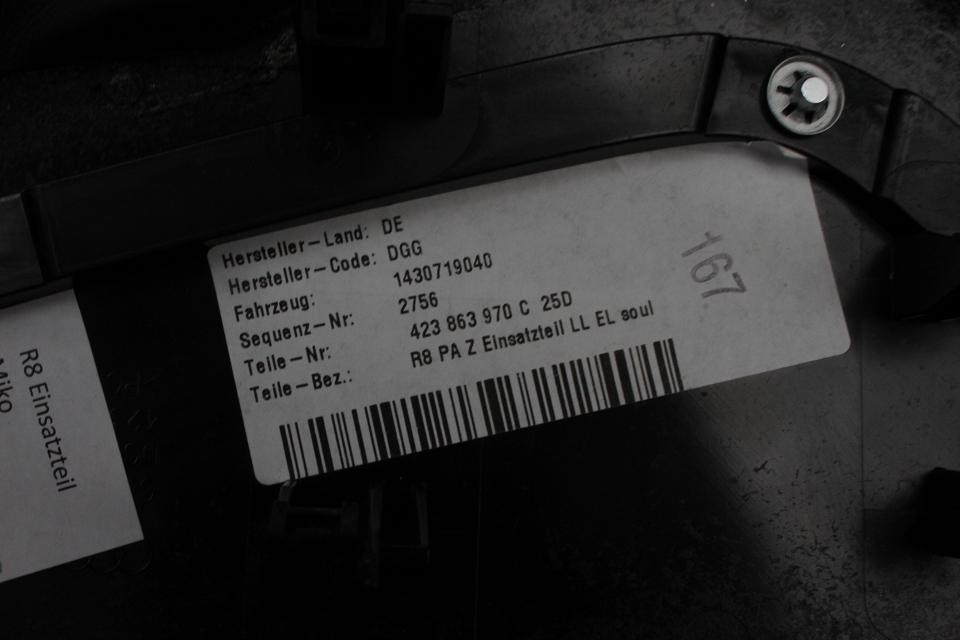 Hersteller-Land: DE
Hersteller-Code: DGG
Fahrzeug: 1430719040
Sequenz-Nr: 2756
Teile-Nr: 423 863 970 C 25D
Teile-Bez.: R8 PA Z Einsatzteil LL EL soul
167
R8 Einsatzteil
Miko